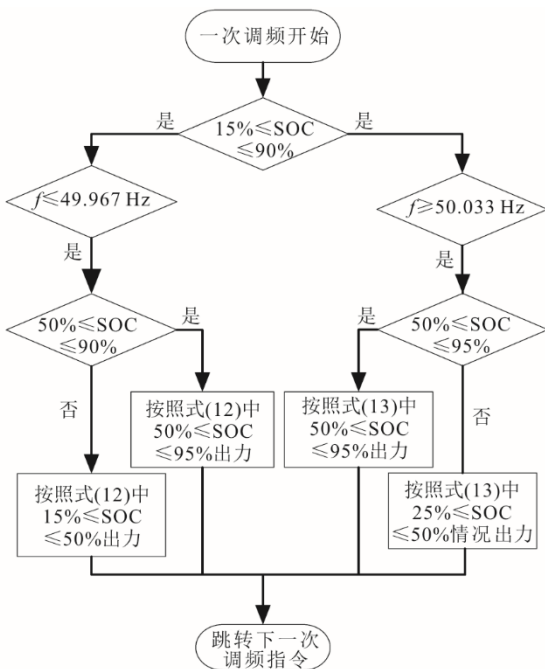 一次调频开始
是
是
15%≤SOC
≤90%
f≤49.967 Hz
f≥50.033 Hz
是
是
50%≤SOC
≤90%
是
是
50%≤SOC
≤95%
否
按照式(12)中
50%≤SOC
≤95%出力
按照式(13)中
50%≤SOC
≤95%出力
否
按照式(12)中
15%≤SOC
≤50%出力
按照式(13)中
25%≤SOC
≤50%情况出力
跳转下一次
调频指令